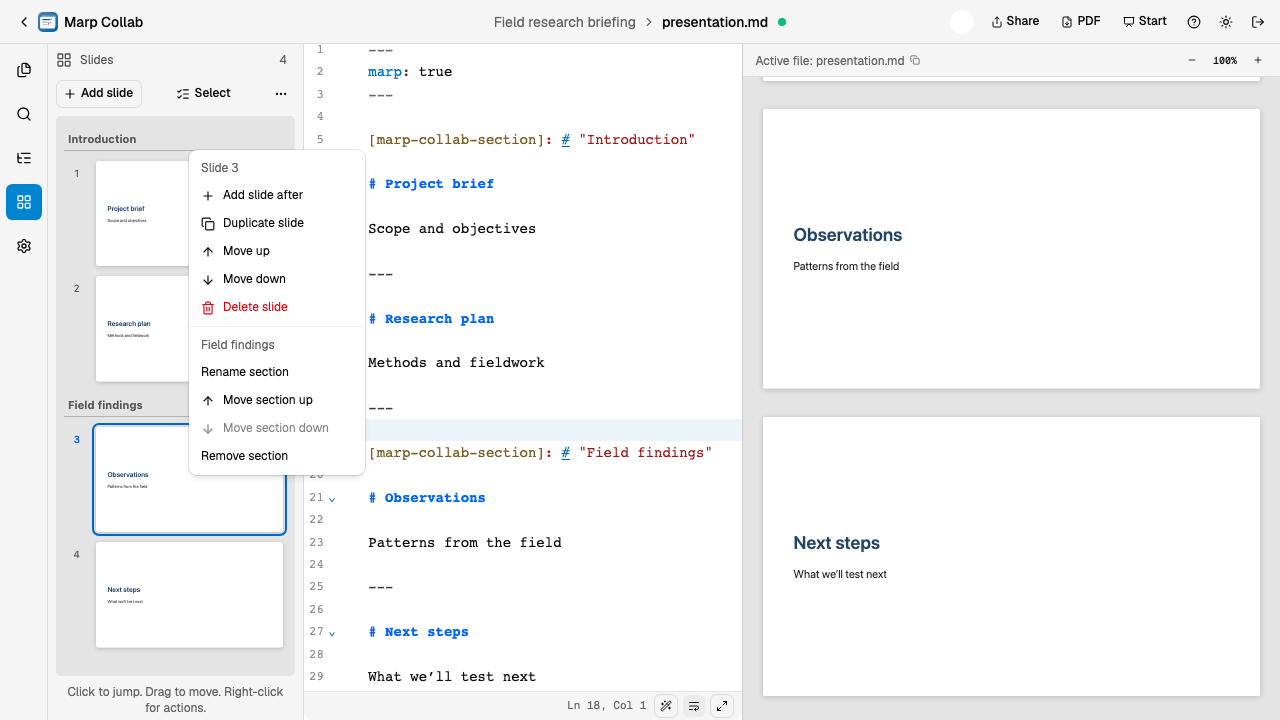 Marp Collab
Field research briefing
presentation.md
Share
PDF
Start
Slides
4
Add slide
Select
Introduction
1
Project brief
Scope and objectives
2
Research plan
Methods and fieldwork
Field findings
3
Observations
Patterns from the field
4
Next steps
What we'll test next
Click to jump. Drag to move. Right-click
for actions.
Slide 3
Add slide after
Duplicate slide
Move up
Move down
Delete slide
Field findings
Rename section
Move section up
Move section down
Remove section
1 ---
2 marp: true
3 ---
4
5 [marp-collab-section]: # "Introduction"
# Project brief
Scope and objectives
---
# Research plan
Methods and fieldwork
---
[marp-collab-section]: # "Field findings"
20
21 # Observations
22
23 Patterns from the field
24
25 ---
26
27 # Next steps
28
29 What we’ll test next
Ln 18, Col 1
Active file: presentation.md
100%
Observations
Patterns from the field
Next steps
What we’ll test next